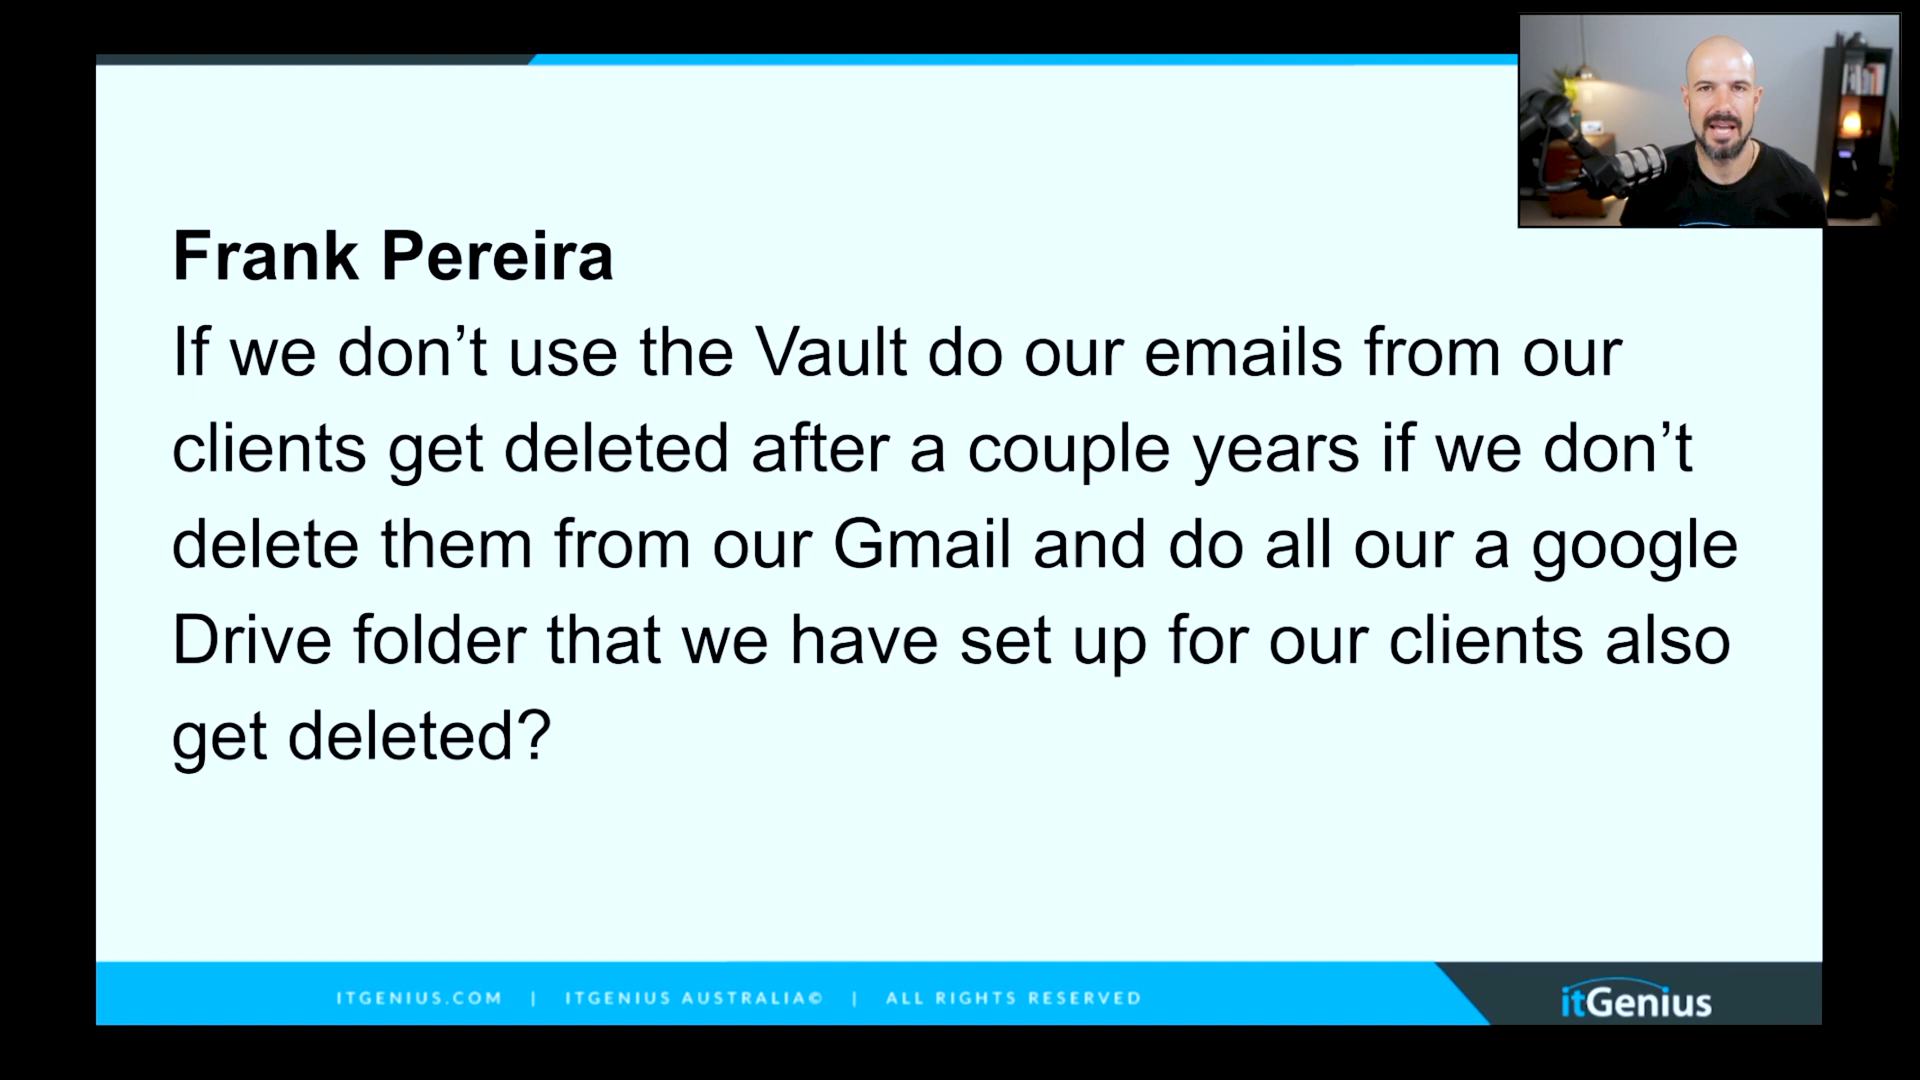 Frank Pereira
If we don’t use the Vault do our emails from our
clients get deleted after a couple years if we don’t
delete them from our Gmail and do all our a google
Drive folder that we have set up for our clients also
get deleted?
ITGENIUS.COM | ITGENIUS AUSTRALIA© | ALL RIGHTS RESERVED
itGenius